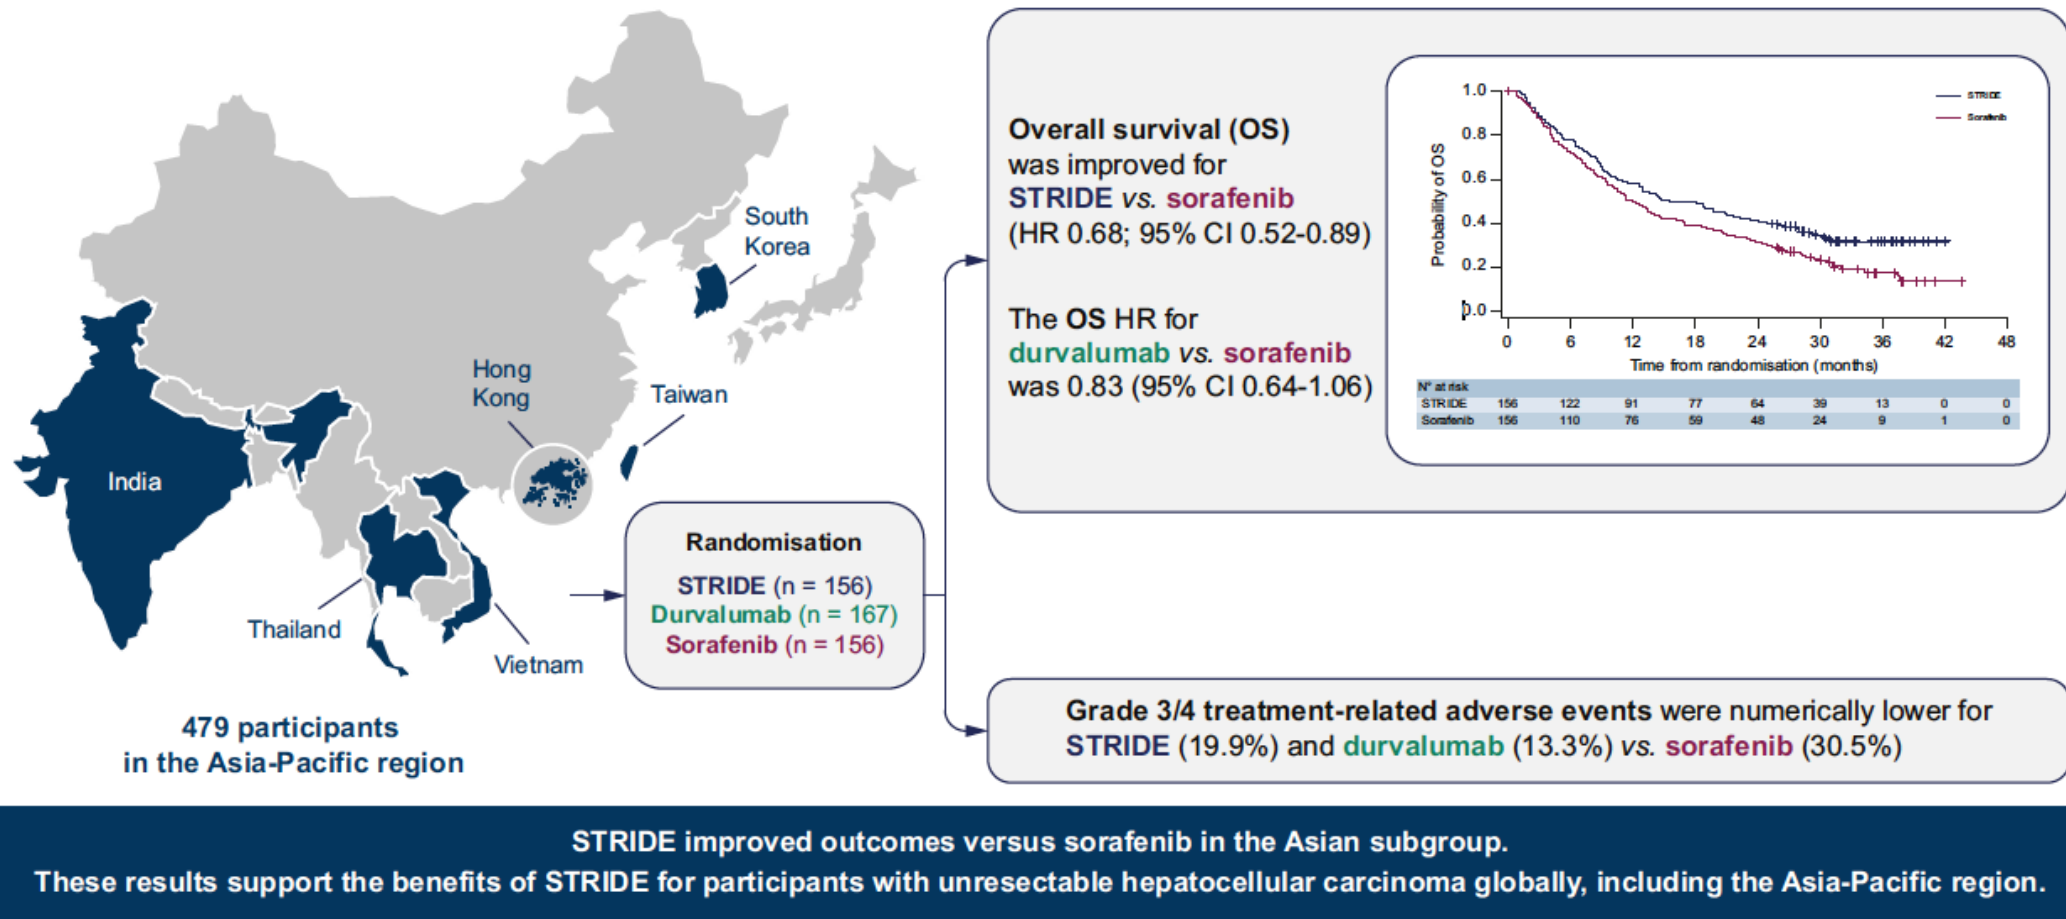 South
Korea
Hong
Kong
Taiwan
India
Thailand
Vietnam
479 participants
in the Asia-Pacific region
Randomisation
STRIDE (n = 156)
Durvalumab (n = 167)
Sorafenib (n = 156)
Overall survival (OS)
was improved for
STRIDE vs. sorafenib
(HR 0.68; 95% CI 0.52-0.89)
The OS HR for
durvalumab vs. sorafenib
was 0.83 (95% CI 0.64-1.06)
Probability of OS
1.0
0.8
0.6
0.4
0.2
0.0
STRIDE
Sorafenib
0 6 12 18 24 30 36 42 48
Time from randomisation (months)
N° at risk
STRIDE 156 122 91 77 64 39 13 0 0
Sorafenib 156 110 76 59 48 24 9 1 0
Grade 3/4 treatment-related adverse events were numerically lower for
STRIDE (19.9%) and durvalumab (13.3%) vs. sorafenib (30.5%)
STRIDE improved outcomes versus sorafenib in the Asian subgroup.
These results support the benefits of STRIDE for participants with unresectable hepatocellular carcinoma globally, including the Asia-Pacific region.